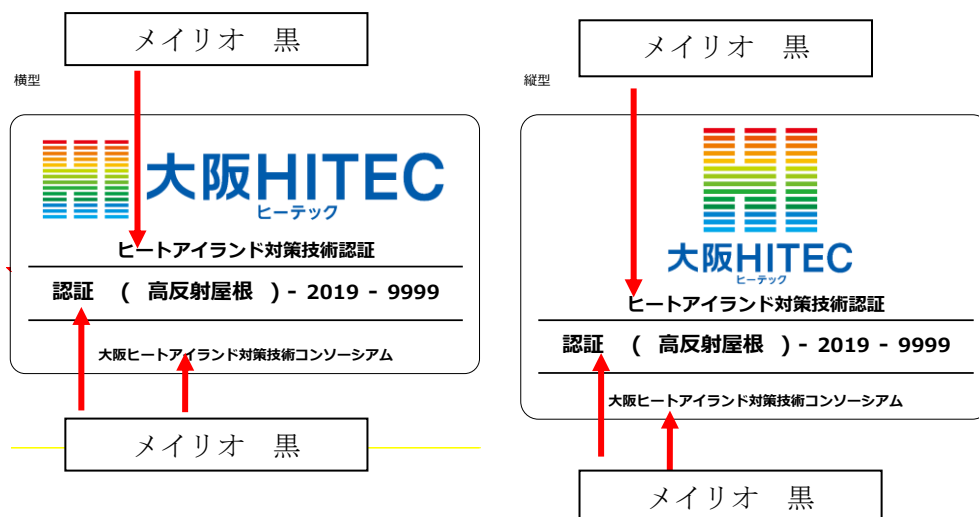 メイリオ 黒
横型
大阪HITEC
ヒーテック
ヒートアイランド対策技術認証
認証 ( 高反射屋根 ) - 2019 - 9999
大阪ヒートアイランド対策技術コンソーシアム
メイリオ 黒
メイリオ 黒
縦型
大阪HITEC
ヒーテック
ヒートアイランド対策技術認証
認証 ( 高反射屋根 ) - 2019 - 9999
大阪ヒートアイランド対策技術コンソーシアム
メイリオ 黒